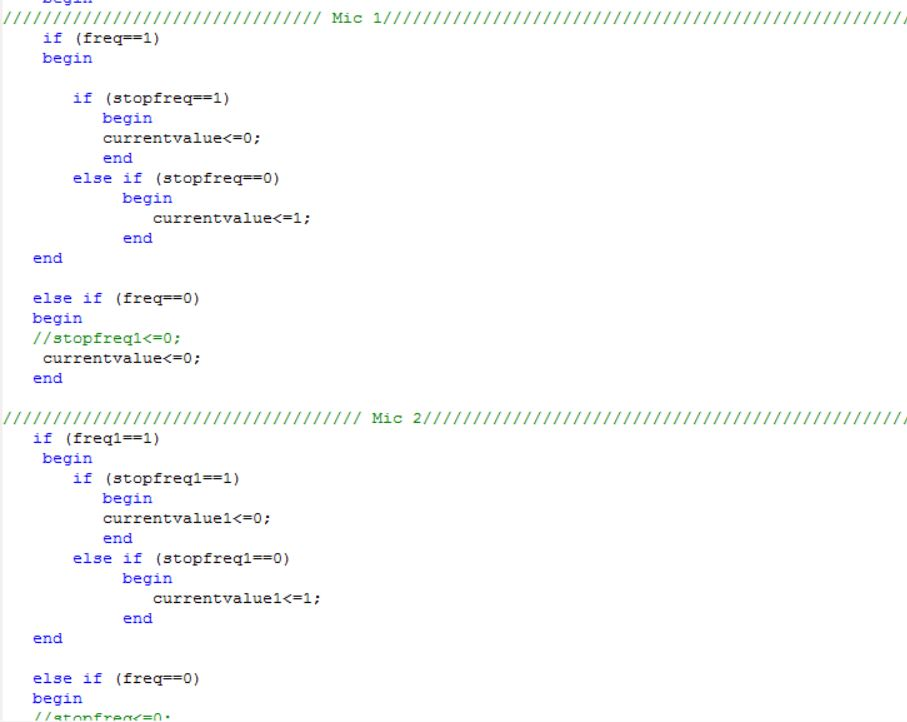 begin
//////////////////////////////// Mic 1/////////////////////////////////////////////////////
if (freq==1)
begin
if (stopfreq==1)
begin
currentvalue<=0;
end
else if (stopfreq==0)
begin
currentvalue<=1;
end
end
else if (freq==0)
begin
//stopfreq1<=0;
currentvalue<=0;
end
//////////////////////////////////// Mic 2/////////////////////////////////////////////////
if (freq1==1)
begin
if (stopfreq1==1)
begin
currentvalue1<=0;
end
else if (stopfreq1==0)
begin
currentvalue1<=1;
end
end
else if (freq==0)
begin
//stopfreq<=0;